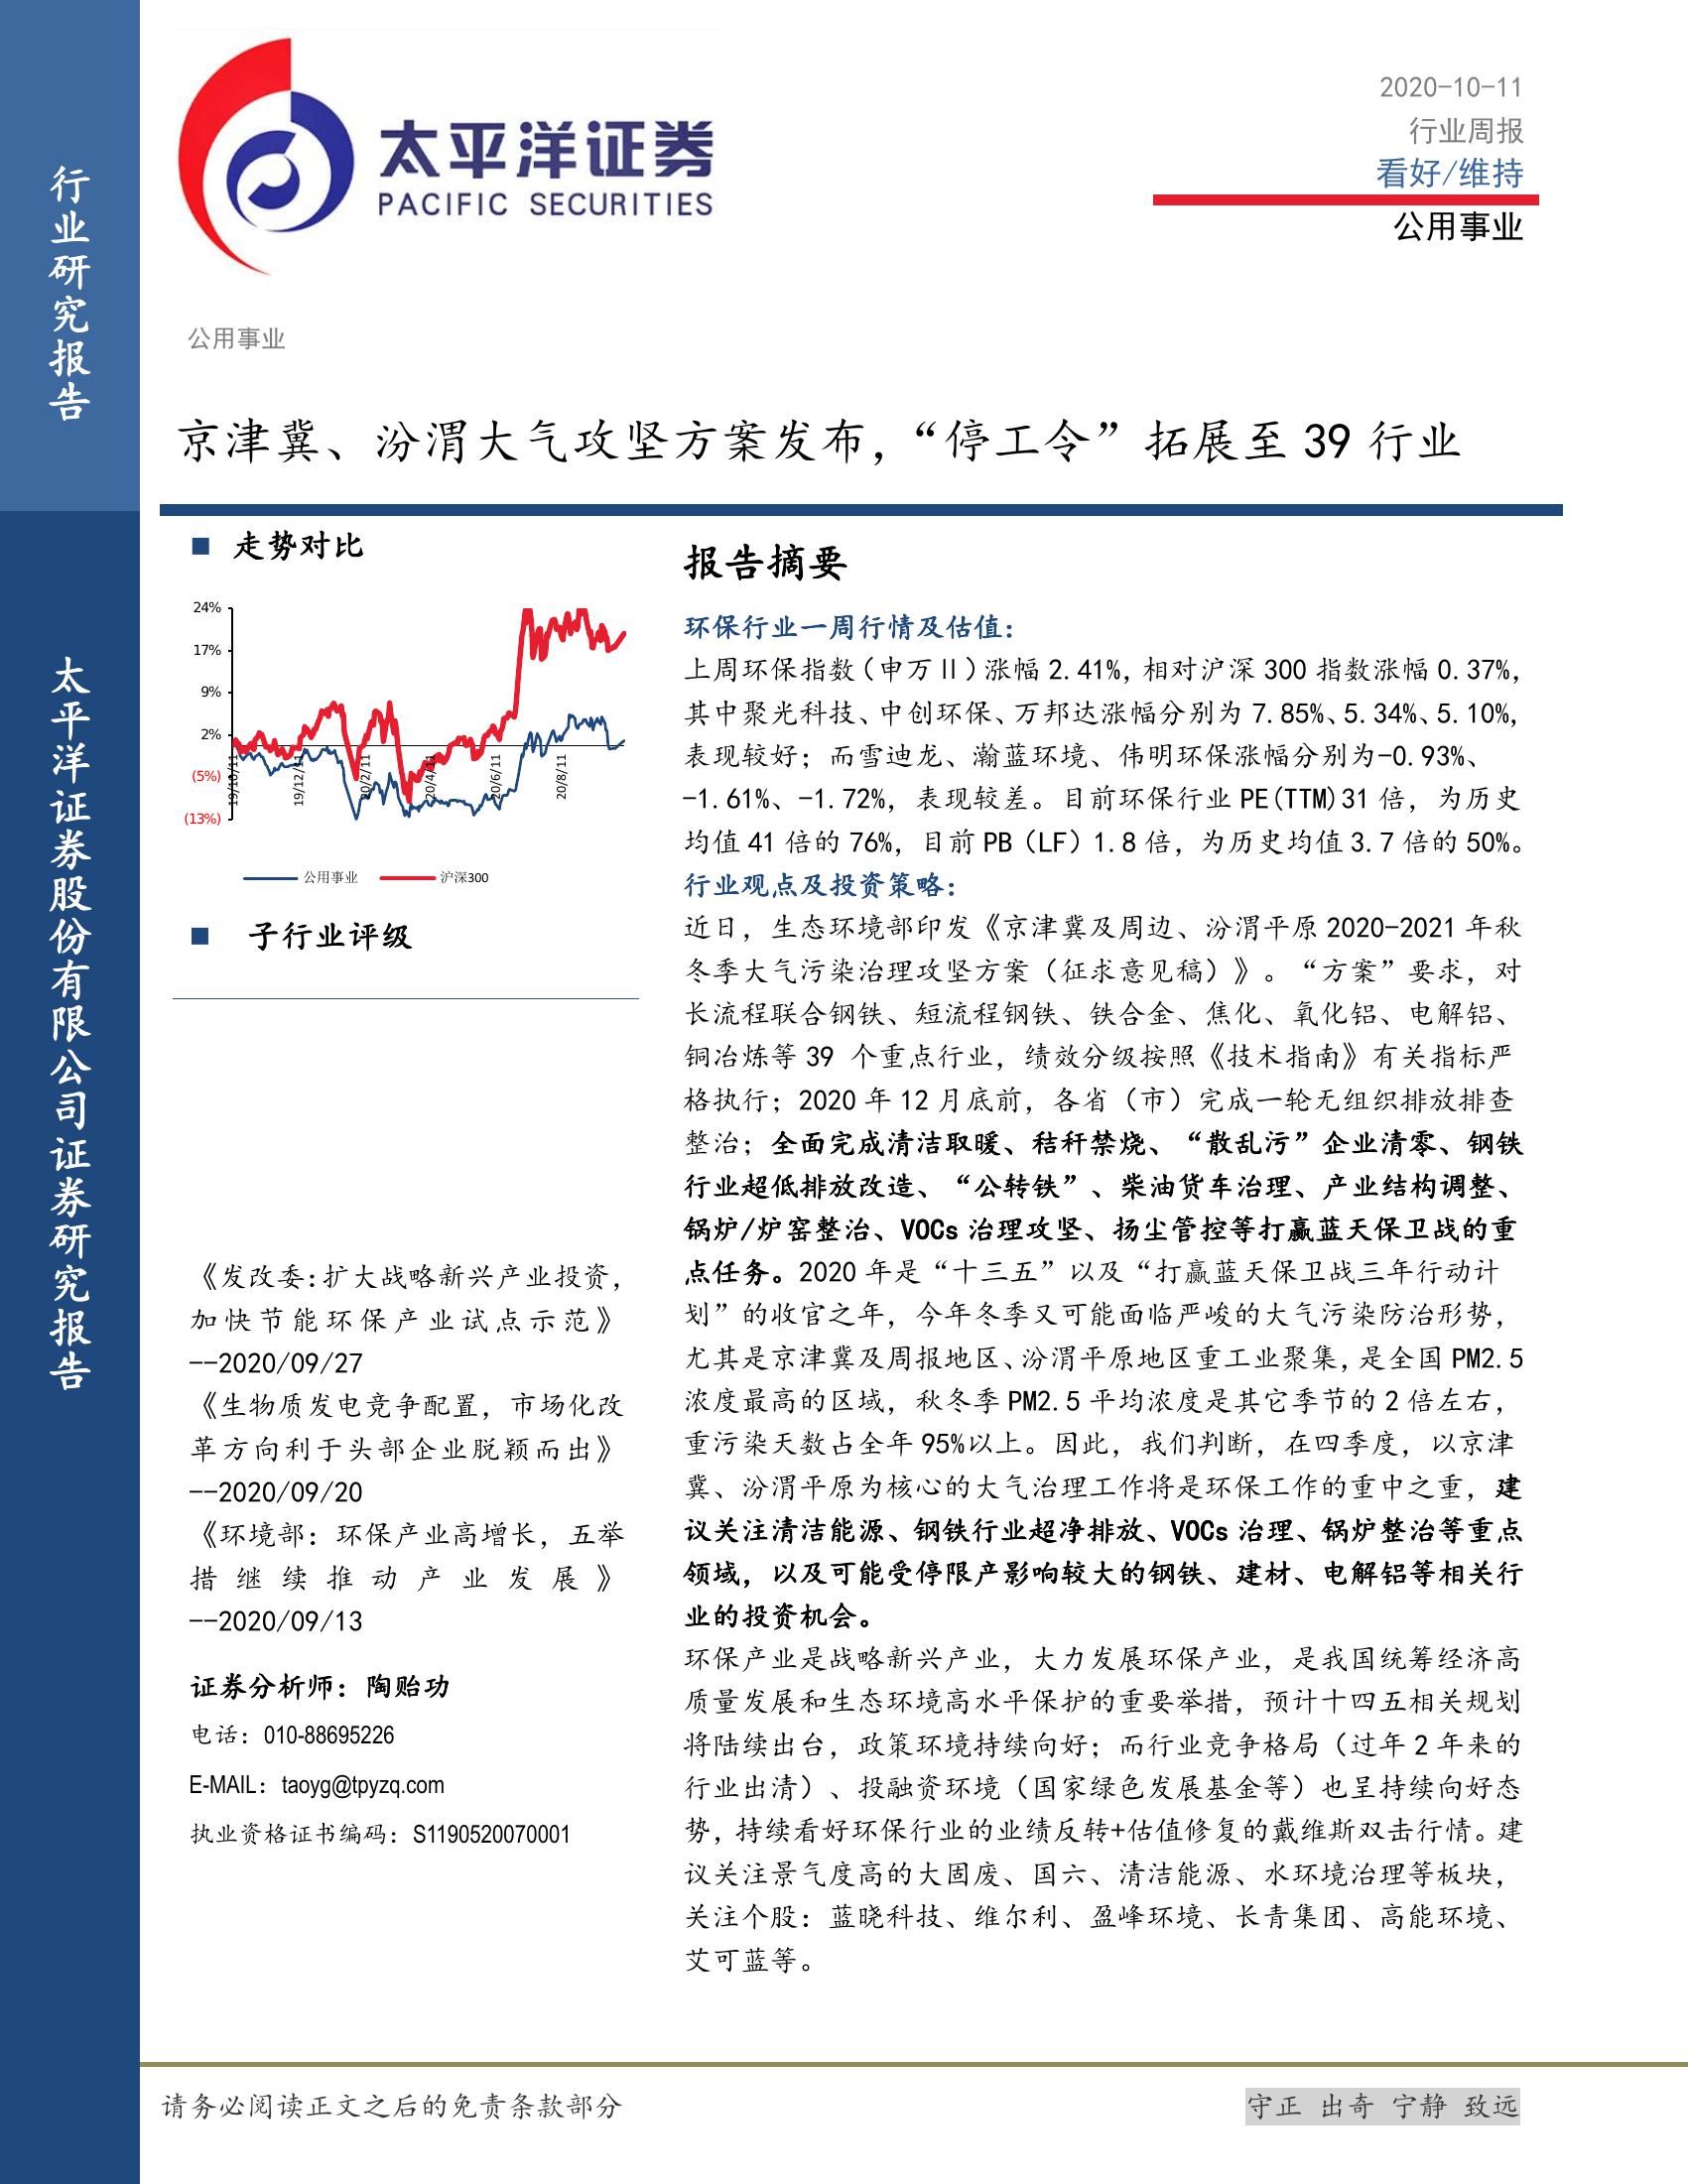 行业研究报告
太平洋证券股份有限公司证券研究报告
太平洋证券
PACIFIC SECURITIES
2020-10-11
行业周报
看好/维持
公用事业
公用事业
京津冀、汾渭大气攻坚方案发布，“停工令”拓展至 39 行业
■ 走势对比
24%
17%
9%
2%
(5%)
(13%)
19/10/11
19/12/11
20/2/11
20/4/11
20/6/11
20/8/11
公用事业 沪深300
■ 子行业评级
《发改委:扩大战略新兴产业投资，
加快节能环保产业试点示范》
--2020/09/27
《生物质发电竞争配置，市场化改
革方向利于头部企业脱颖而出》
--2020/09/20
《环境部：环保产业高增长，五举
措继续推动产业发展》
--2020/09/13
证券分析师：陶贻功
电话：010-88695226
E-MAIL：taoyg@tpyzq.com
执业资格证书编码：S1190520070001
报告摘要
环保行业一周行情及估值：
上周环保指数（申万Ⅱ）涨幅 2.41%，相对沪深 300 指数涨幅 0.37%，
其中聚光科技、中创环保、万邦达涨幅分别为 7.85%、5.34%、5.10%，
表现较好；而雪迪龙、瀚蓝环境、伟明环保涨幅分别为-0.93%、
-1.61%、-1.72%，表现较差。目前环保行业 PE(TTM)31 倍，为历史
均值 41 倍的 76%，目前 PB（LF）1.8 倍，为历史均值 3.7 倍的 50%。
行业观点及投资策略：
近日，生态环境部印发《京津冀及周边、汾渭平原 2020-2021 年秋
冬季大气污染治理攻坚方案（征求意见稿）》。“方案”要求，对
长流程联合钢铁、短流程钢铁、铁合金、焦化、氧化铝、电解铝、
铜冶炼等 39 个重点行业，绩效分级按照《技术指南》有关指标严
格执行；2020 年 12 月底前，各省（市）完成一轮无组织排放排查
整治；全面完成清洁取暖、秸秆禁烧、“散乱污”企业清零、钢铁
行业超低排放改造、“公转铁”、柴油货车治理、产业结构调整、
锅炉/炉窑整治、VOCs 治理攻坚、扬尘管控等打赢蓝天保卫战的重
点任务。2020 年是“十三五”以及“打赢蓝天保卫战三年行动计
划”的收官之年，今年冬季又可能面临严峻的大气污染防治形势，
尤其是京津冀及周报地区、汾渭平原地区重工业聚集，是全国 PM2.5
浓度最高的区域，秋冬季 PM2.5 平均浓度是其它季节的 2 倍左右，
重污染天数占全年 95%以上。因此，我们判断，在四季度，以京津
冀、汾渭平原为核心的大气治理工作将是环保工作的重中之重，建
议关注清洁能源、钢铁行业超净排放、VOCs 治理、锅炉整治等重点
领域，以及可能受停限产影响较大的钢铁、建材、电解铝等相关行
业的投资机会。
环保产业是战略新兴产业，大力发展环保产业，是我国统筹经济高
质量发展和生态环境高水平保护的重要举措，预计十四五相关规划
将陆续出台，政策环境持续向好；而行业竞争格局（过年 2 年来的
行业出清）、投融资环境（国家绿色发展基金等）也呈持续向好态
势，持续看好环保行业的业绩反转+估值修复的戴维斯双击行情。建
议关注景气度高的大固废、国六、清洁能源、水环境治理等板块，
关注个股：蓝晓科技、维尔利、盈峰环境、长青集团、高能环境、
艾可蓝等。
请务必阅读正文之后的免责条款部分
守正 出奇 宁静 致远